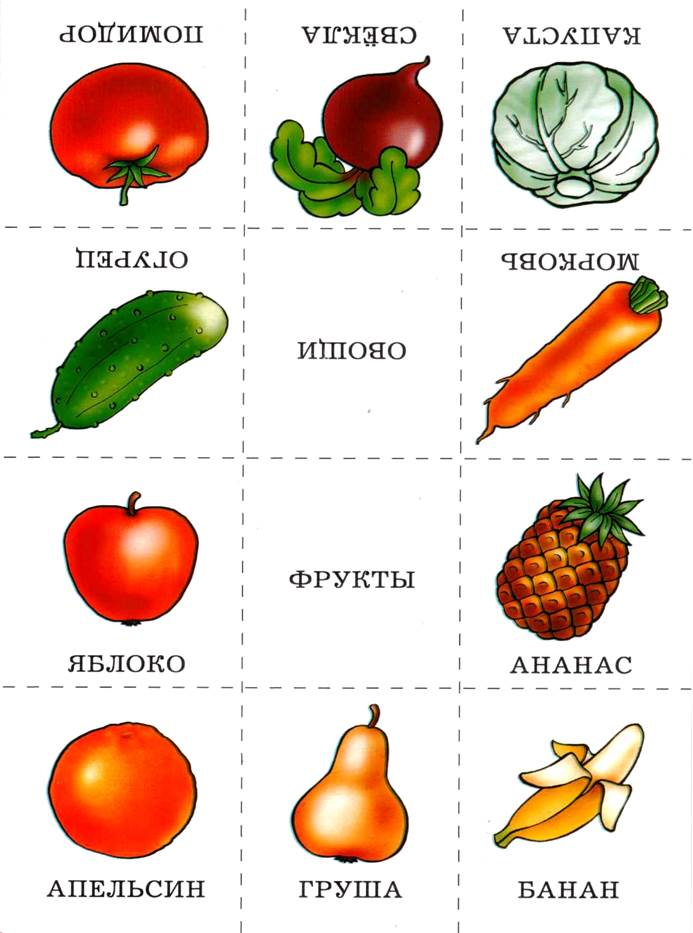 ПОМИДОР
СВЁКЛА
КАПУСТА
ОГУРЕЦ
ОВОЩИ
МОРКОВЬ
ЯБЛОКО
ФРУКТЫ
АНАНАС
АПЕЛЬСИН
ГРУША
БАНАН